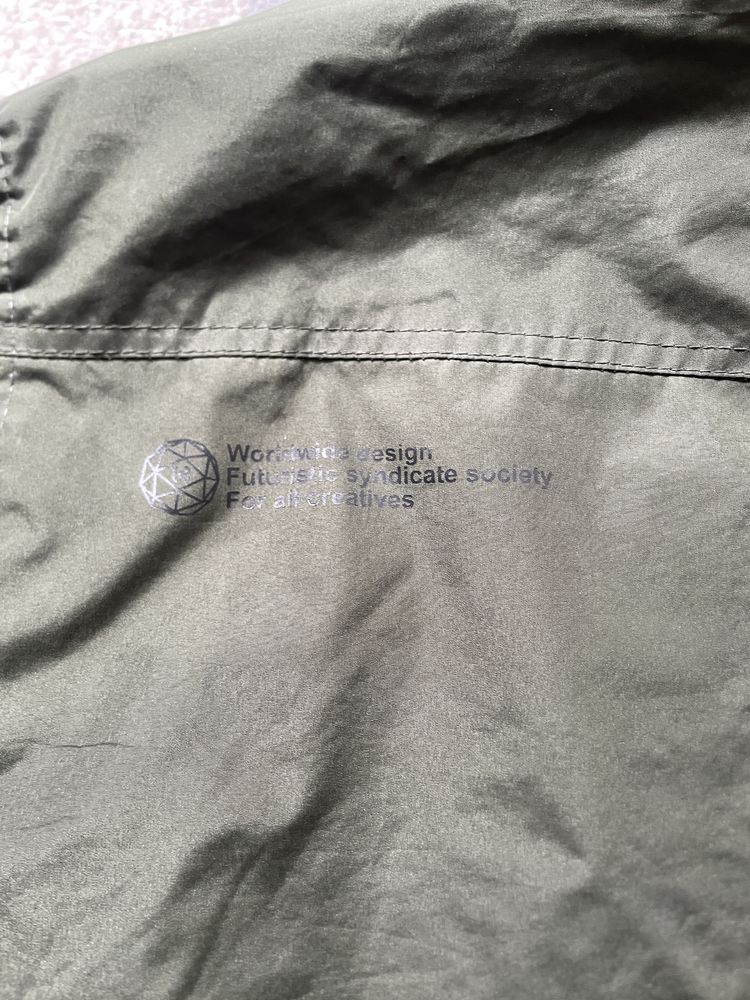 Worldwide design
Futuristic syndicate society
For all creatives